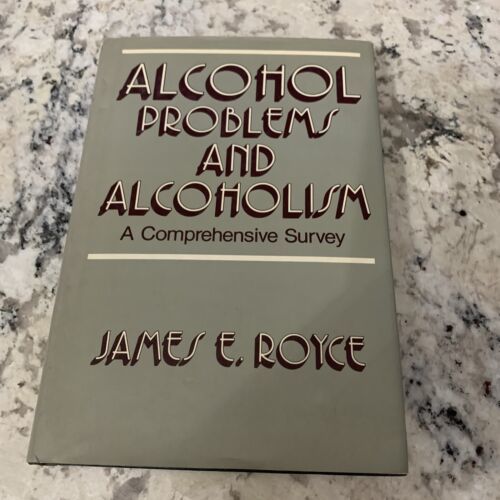 ALCOHOL
PROBLEMS
AND
ALCOHOLISM
A Comprehensive Survey
JAMES E. ROYCE